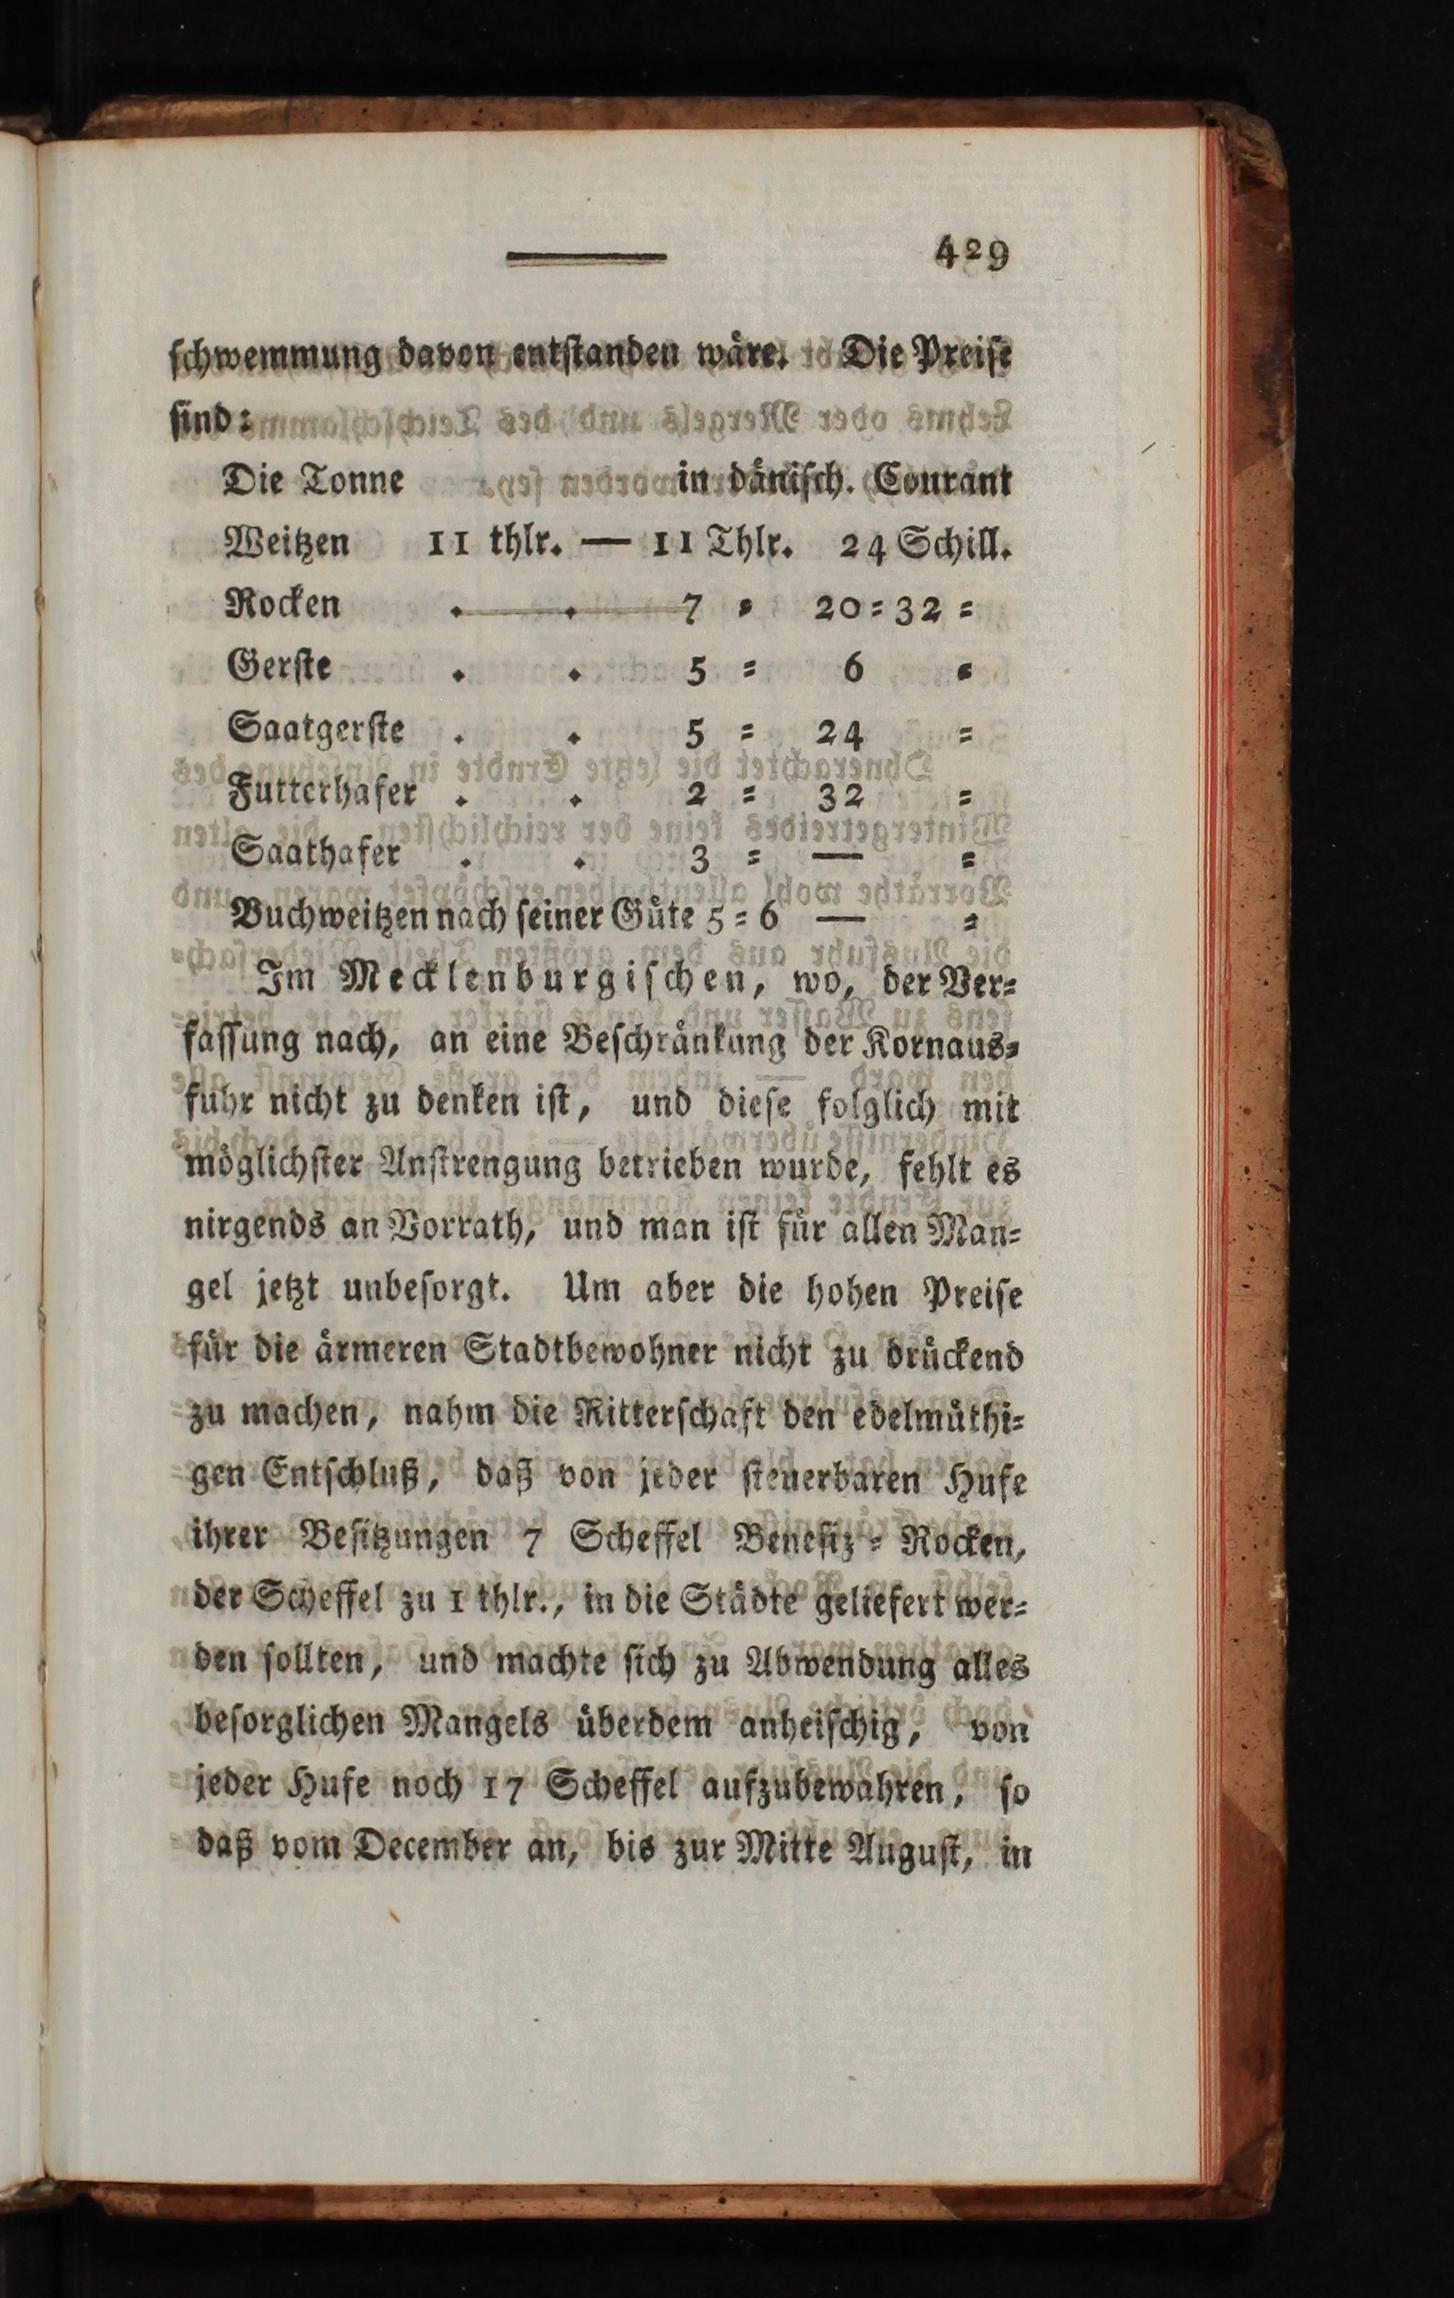 429
schwemmung davon entstanden wäre. Die Preise
sind:
Die Tonne in dänisch. Courant
Weitzen 11 thlr. — 11 Thlr. 24 Schill.
Rocken . . 7 = 20=32 =
Gerste . . 5 = 6 =
Saatgerste . . 5 = 24 =
Futterhafer . . 2 = 32 =
Saathafer . . 3 = — =
Buchweitzen nach seiner Güte 5=6 — =
Im Mecklenburgischen, wo, der Ver=
fassung nach, an eine Beschränkung der Kornaus=
fuhr nicht zu denken ist, und diese folglich mit
möglichster Anstrengung betrieben wurde, fehlt es
nirgends an Vorrath, und man ist für allen Man=
gel jetzt unbesorgt. Um aber die hohen Preise
für die ärmeren Stadtbewohner nicht zu drückend
zu machen, nahm die Ritterschaft den edelmüthi=
gen Entschluß, daß von jeder steuerbaren Hufe
ihrer Besitzungen 7 Scheffel Benefiz=Rocken,
der Scheffel zu 1 thlr., in die Städte geliefert wer=
den sollten, und machte sich zu Abwendung alles
besorglichen Mangels überdem anheischig, von
jeder Hufe noch 17 Scheffel aufzubewahren, so
daß vom December an, bis zur Mitte August, in